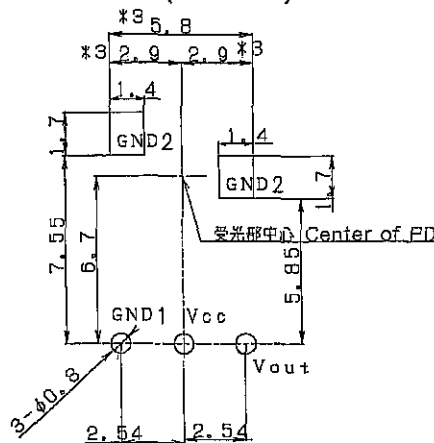 *3
5.8
*3 2.9
2.9 *3
1.4
1.7
GND2
1.4
GND2
1.7
7.55
6.7
受光部中心 Center of PD
5.85
GND1
Vcc
Vout
3-φ0.8
2.54
2.54